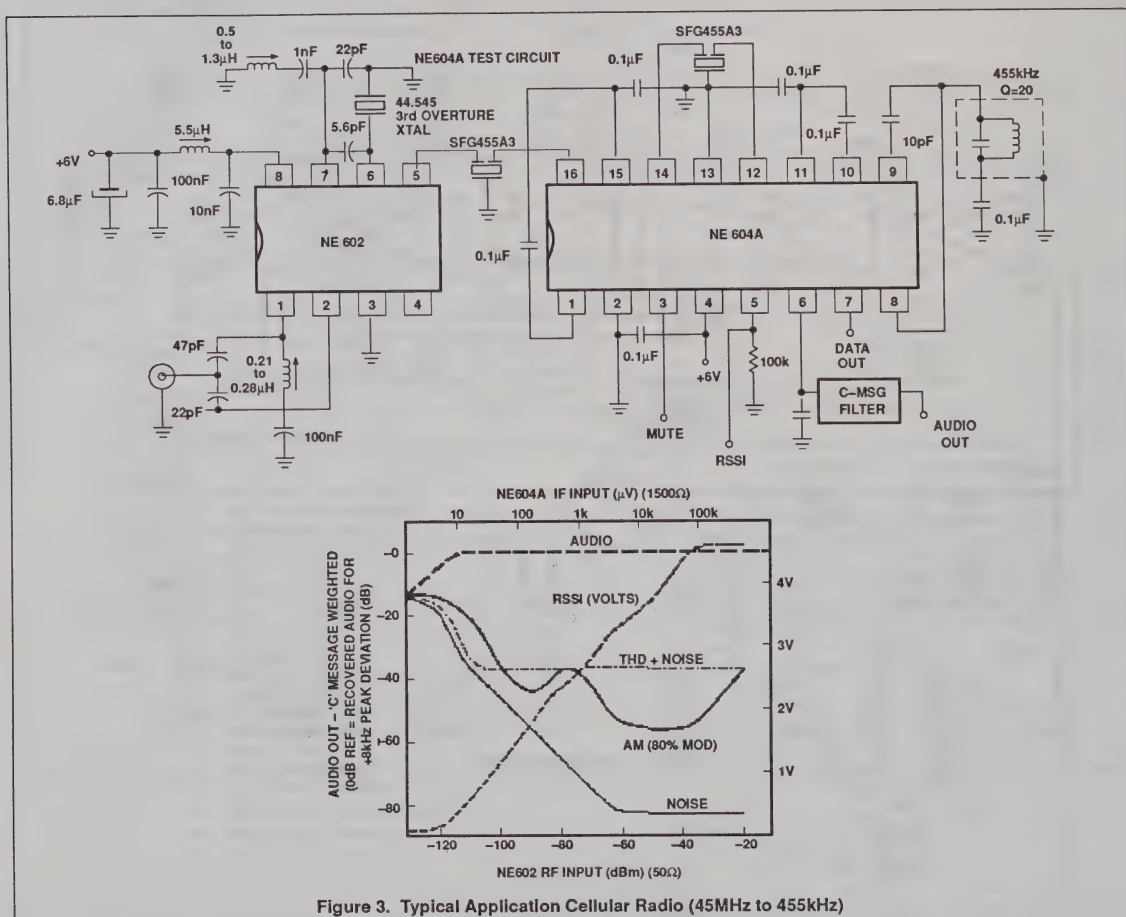 0.5
to
1.3μH
1nF
22pF
NE604A TEST CIRCUIT
44.545
3rd OVERTURE
XTAL
5.6pF
5.5μH
+6V
6.8μF
100nF
10nF
SFG455A3
8
7
6
5
NE 602
1
2
3
4
47pF
0.21
to
0.28μH
22pF
100nF
SFG455A3
0.1μF
0.1μF
0.1μF
10pF
455kHz
Q=20
0.1μF
16
15
14
13
12
11
10
9
NE 604A
0.1μF
1
2
3
4
5
6
7
8
0.1μF
+6V
100k
DATA
OUT
C–MSG
FILTER
MUTE
RSSI
AUDIO
OUT
NE604A IF INPUT (μV) (1500Ω)
10
100
1k
10k
100k
AUDIO
RSSI (VOLTS)
THD + NOISE
AM (80% MOD)
NOISE
AUDIO OUT – 'C' MESSAGE WEIGHTED
(0dB REF = RECOVERED AUDIO FOR
+8kHz PEAK DEVIATION (dB)
–0
–20
–40
–60
–80
4V
3V
2V
1V
–120
–100
–80
–60
–40
–20
NE602 RF INPUT (dBm) (50Ω)
Figure 3. Typical Application Cellular Radio (45MHz to 455kHz)